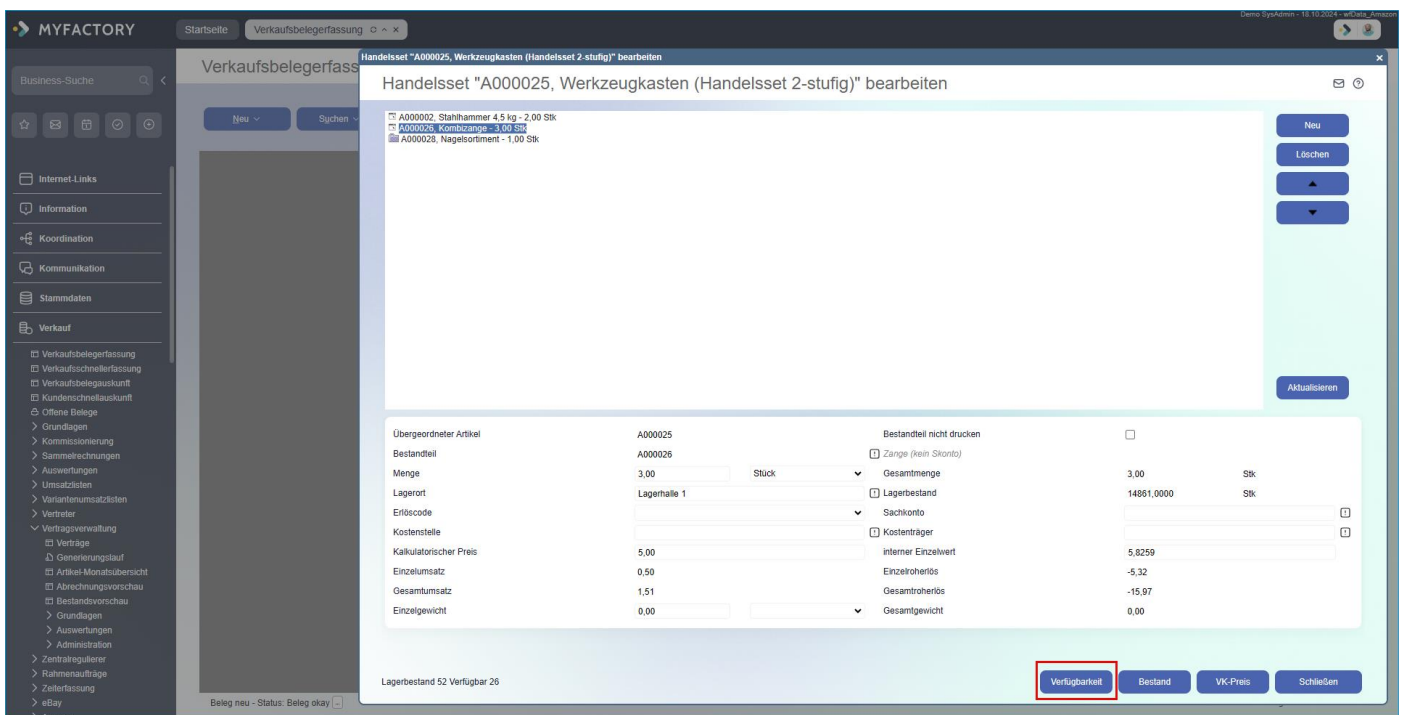 Demo SysAdmin - 18.10.2024 - wfData_Amazon
MYFACTORY
Startseite
Verkaufsbelegerfassung
Business-Suche
Internet-Links
Information
Koordination
Kommunikation
Stammdaten
Verkauf
Verkaufsbelegerfassung
Verkaufsschnellerfassung
Verkaufsbelegauskunft
Kundenschnellauskunft
Offene Belege
Grundlagen
Kommissionierung
Sammelrechnungen
Auswertungen
Umsatzlisten
Variantenumsatzlisten
Vertreter
Vertragsverwaltung
Verträge
Generierungslauf
Artikel-Monatsübersicht
Abrechnungsvorschau
Bestandsvorschau
Grundlagen
Auswertungen
Administration
Zentralregulierer
Rahmenaufträge
Zeiterfassung
eBay
Verkaufsbelegerfass
Neu
Suchen
Beleg neu - Status: Beleg okay
Handelsset "A000025, Werkzeugkasten (Handelsset 2-stufig)" bearbeiten
Handelsset "A000025, Werkzeugkasten (Handelsset 2-stufig)" bearbeiten
A000002, Stahlhammer 4,5 kg - 2,00 Stk
A000026, Kombizange - 3,00 Stk
A000028, Nagelsortiment - 1,00 Stk
Neu
Löschen
Aktualisieren
Übergeordneter Artikel A000025 Bestandteil nicht drucken
Bestandteil A000026 Zange (kein Skonto)
Menge 3,00 Stück Gesamtmenge 3,00 Stk
Lagerort Lagerhalle 1 Lagerbestand 14861,0000 Stk
Erlöscode Sachkonto
Kostenstelle Kostenträger
Kalkulatorischer Preis 5,00 interner Einzelwert 5,8259
Einzelumsatz 0,50 Einzelroherlös -5,32
Gesamtumsatz 1,51 Gesamtroherlös -15,97
Einzelgewicht 0,00 Gesamtgewicht 0,00
Lagerbestand 52 Verfügbar 26
Verfügbarkeit Bestand VK-Preis Schließen